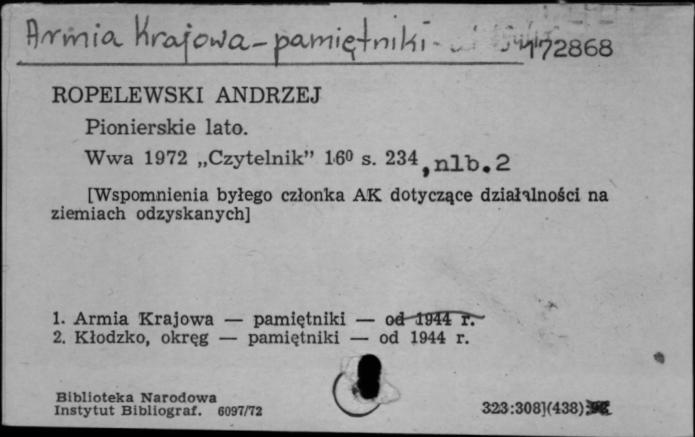 Armia Krajowa - pamiętniki - 172868
ROPELEWSKI ANDRZEJ
Pionierskie lato.
Wwa 1972 „Czytelnik” 16⁰ s. 234, nlb. 2
[Wspomnienia byłego członka AK dotyczące działalności na
ziemiach odzyskanych]
1. Armia Krajowa — pamiętniki — od 1944 r.
2. Kłodzko, okręg — pamiętniki — od 1944 r.
Biblioteka Narodowa
Instytut Bibliograf. 6097/72 323:308](438):